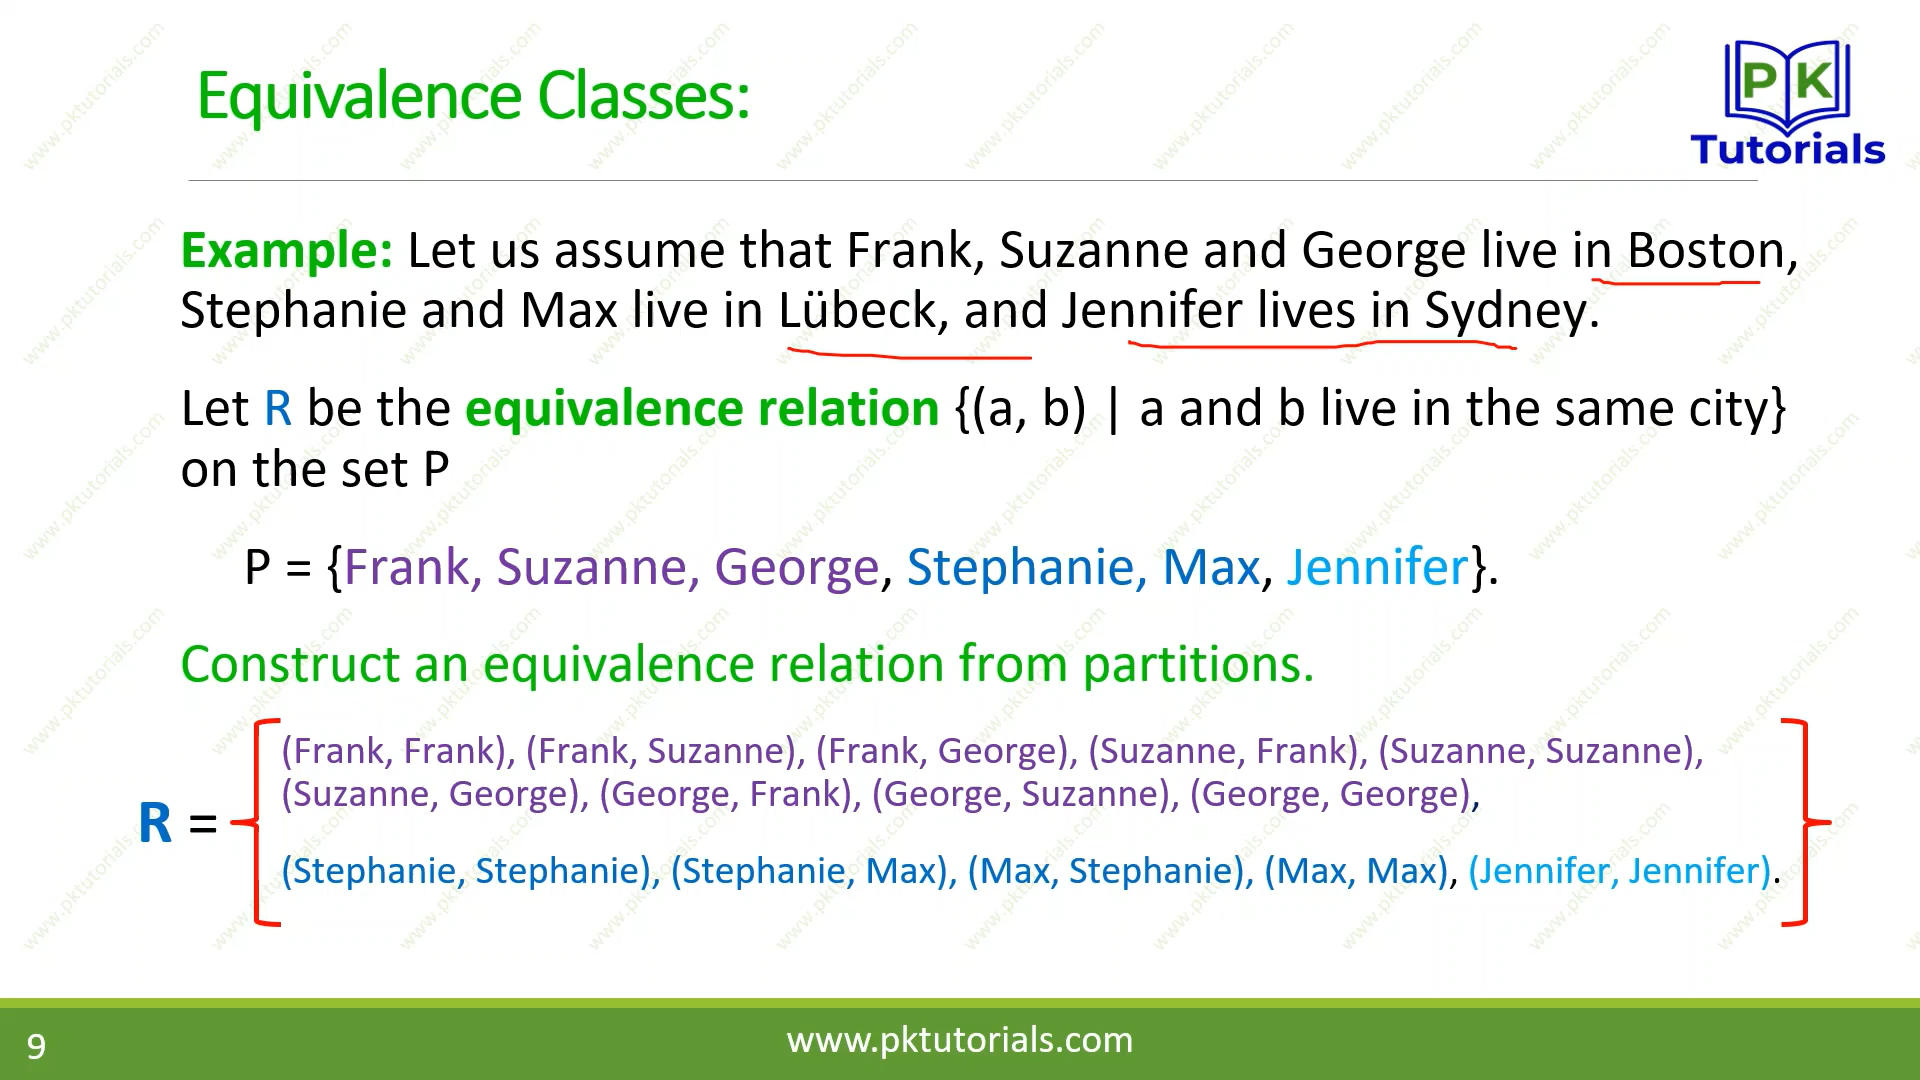 Equivalence Classes:
PK
Tutorials
Example: Let us assume that Frank, Suzanne and George live in Boston,
Stephanie and Max live in Lübeck, and Jennifer lives in Sydney.
Let R be the equivalence relation {(a, b) | a and b live in the same city}
on the set P
P = {Frank, Suzanne, George, Stephanie, Max, Jennifer}.
Construct an equivalence relation from partitions.
(Frank, Frank), (Frank, Suzanne), (Frank, George), (Suzanne, Frank), (Suzanne, Suzanne),
(Suzanne, George), (George, Frank), (George, Suzanne), (George, George),
R =
(Stephanie, Stephanie), (Stephanie, Max), (Max, Stephanie), (Max, Max), (Jennifer, Jennifer).
9
www.pktutorials.com